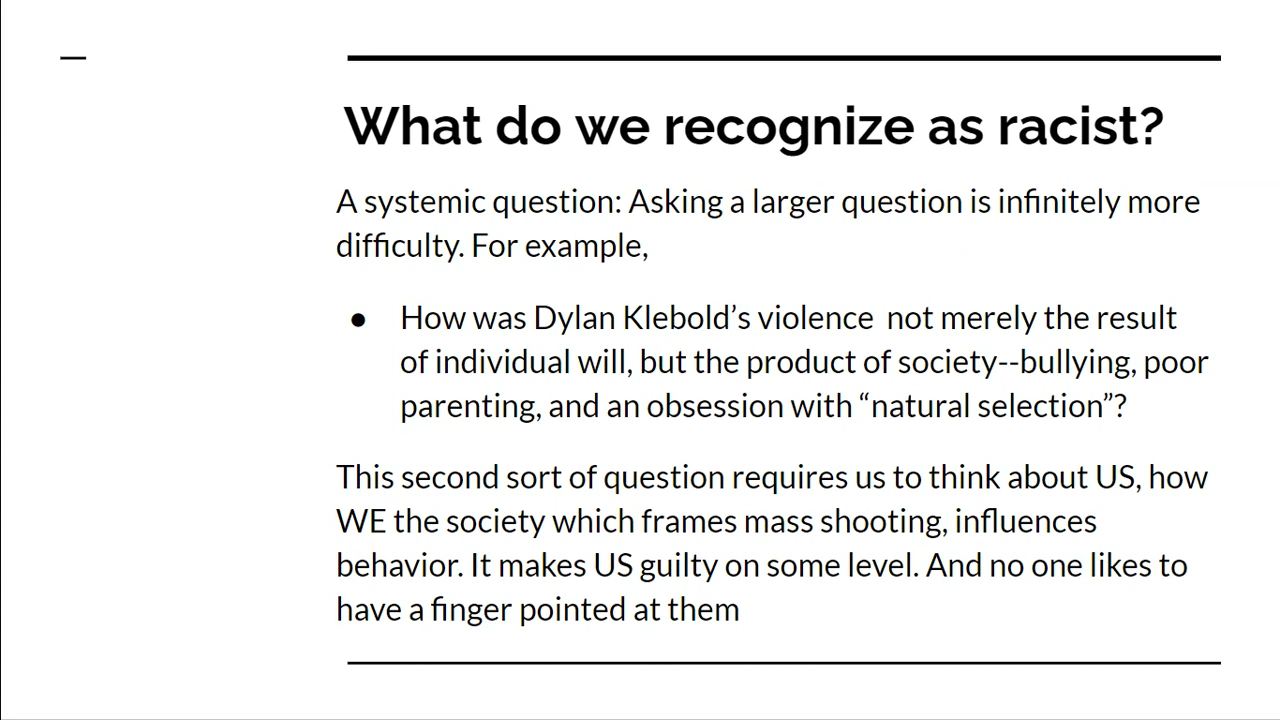 What do we recognize as racist?
A systemic question: Asking a larger question is infinitely more
difficulty. For example,
● How was Dylan Klebold’s violence  not merely the result
of individual will, but the product of society--bullying, poor
parenting, and an obsession with “natural selection”?
This second sort of question requires us to think about US, how
WE the society which frames mass shooting, influences
behavior. It makes US guilty on some level. And no one likes to
have a finger pointed at them